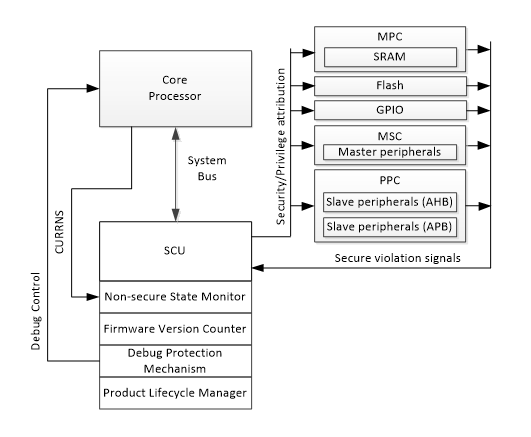 MPC
SRAM
Flash
GPIO
MSC
Master peripherals
PPC
Slave peripherals (AHB)
Slave peripherals (APB)
Core
Processor
System
Bus
Security/Privilege attribution
SCU
Secure violation signals
CURRNS
Debug Control
Non-secure State Monitor
Firmware Version Counter
Debug Protection
Mechanism
Product Lifecycle Manager